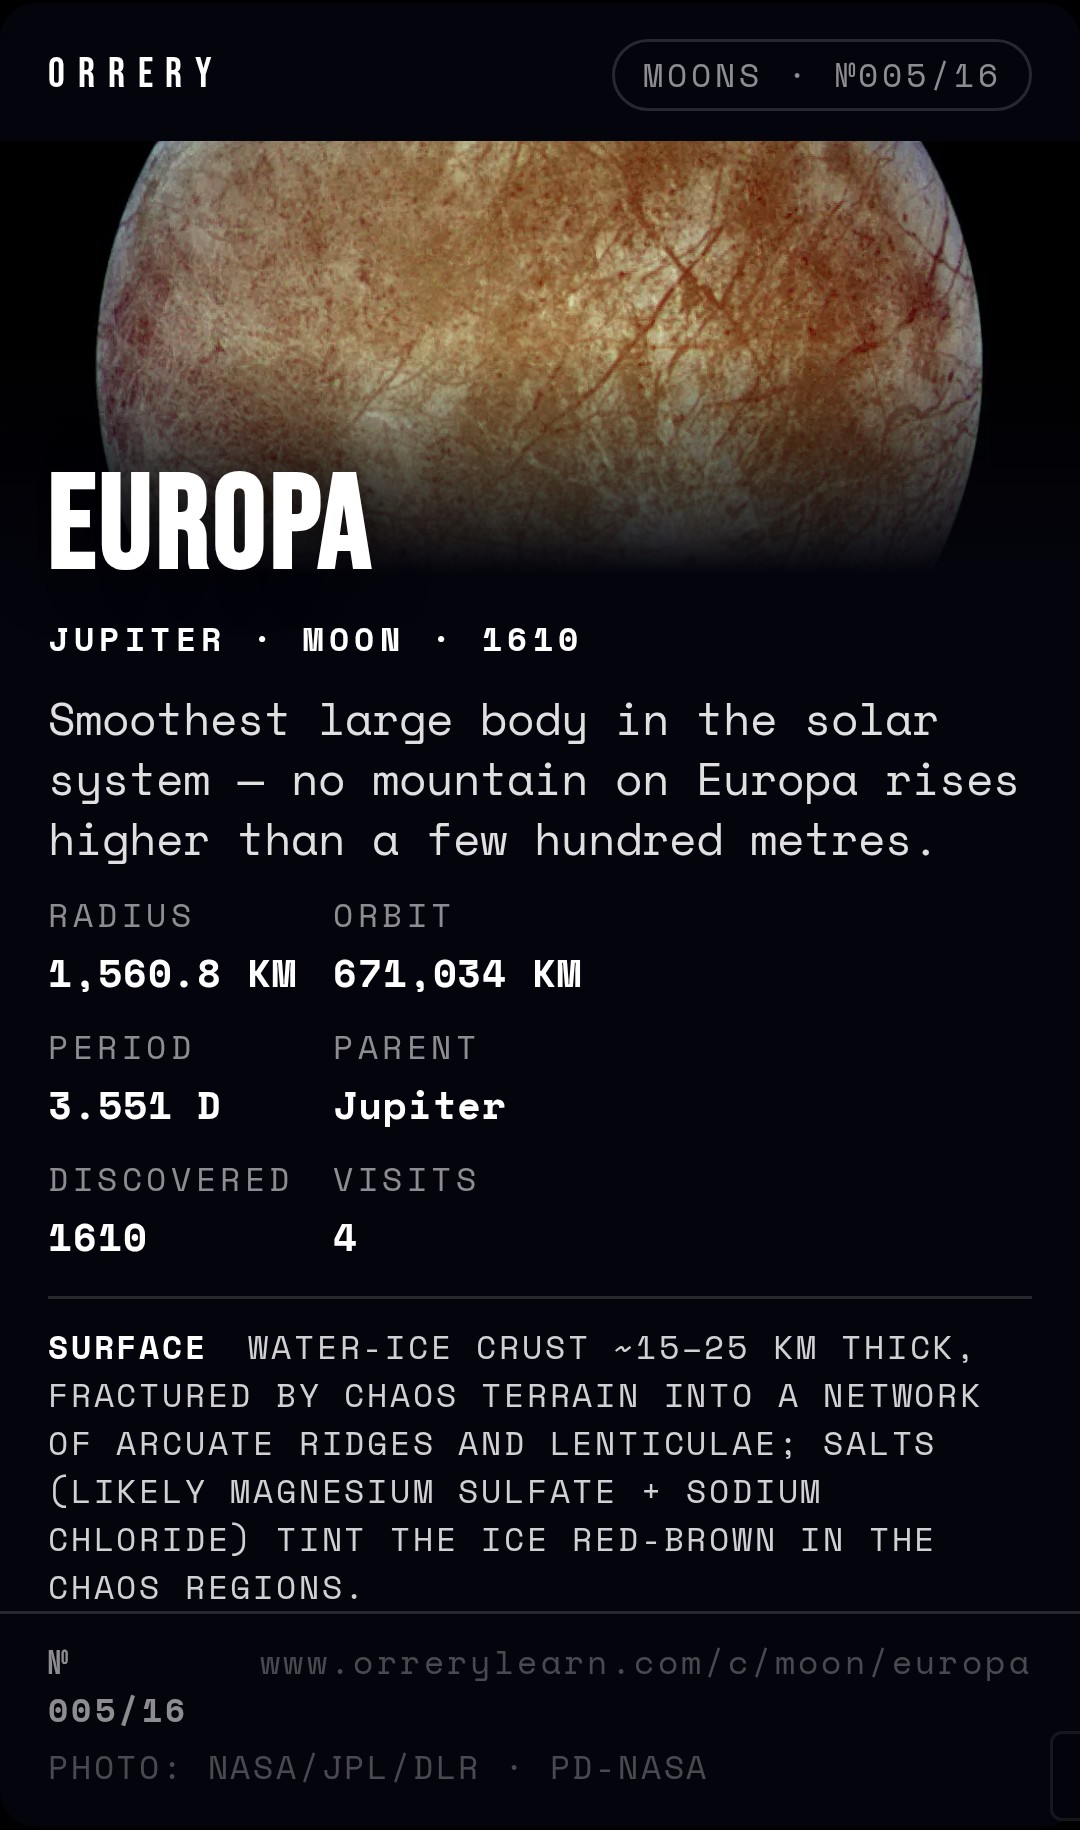 ORRERY
MOONS · №005/16
EUROPA
JUPITER · MOON · 1610
Smoothest large body in the solar
system — no mountain on Europa rises
higher than a few hundred metres.
RADIUS ORBIT
1,560.8 KM 671,034 KM
PERIOD PARENT
3.551 D Jupiter
DISCOVERED VISITS
1610 4
SURFACE WATER-ICE CRUST ~15–25 KM THICK,
FRACTURED BY CHAOS TERRAIN INTO A NETWORK
OF ARCUATE RIDGES AND LENTICULAE; SALTS
(LIKELY MAGNESIUM SULFATE + SODIUM
CHLORIDE) TINT THE ICE RED-BROWN IN THE
CHAOS REGIONS.
№ www.orrerylearn.com/c/moon/europa
005/16
PHOTO: NASA/JPL/DLR · PD-NASA